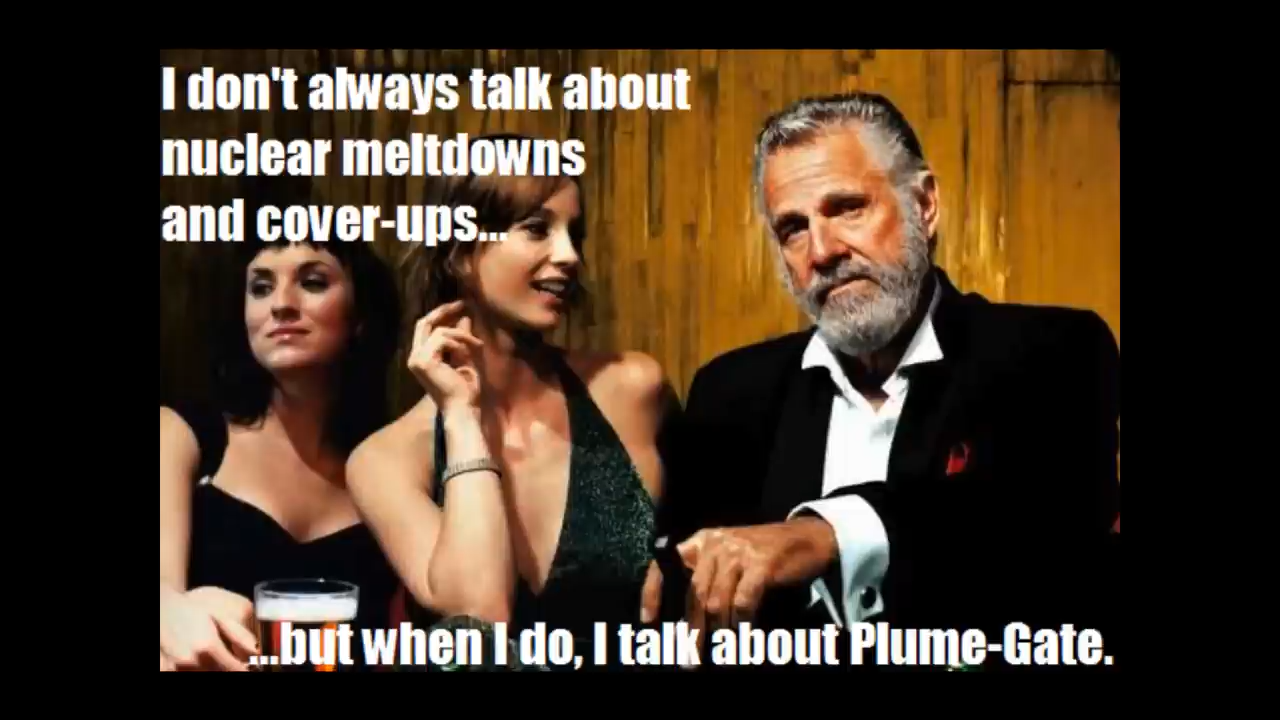 I don't always talk about
nuclear meltdowns
and cover-ups...
...but when I do, I talk about Plume-Gate.